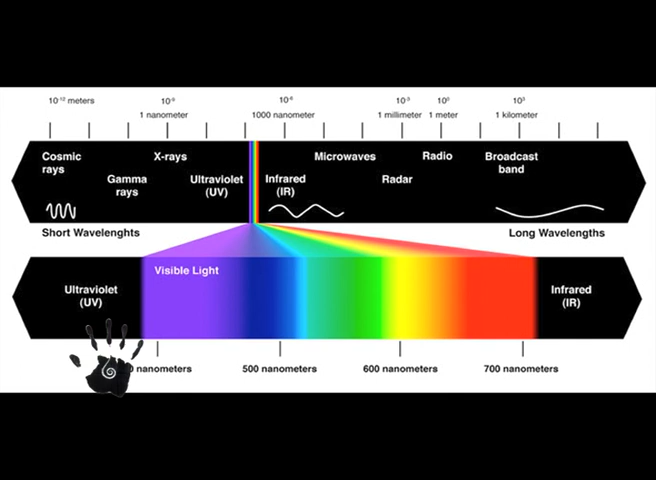 10⁻¹² meters 10⁻⁹ 10⁻⁶ 10⁻³ 10⁰ 10³
1 nanometer 1000 nanometer 1 millimeter 1 meter 1 kilometer
Cosmic rays X-rays Microwaves Radio Broadcast band
Gamma rays Ultraviolet (UV) Infrared (IR) Radar
Short Wavelenghts Long Wavelengths
Visible Light
Ultraviolet (UV) Infrared (IR)
nanometers 500 nanometers 600 nanometers 700 nanometers